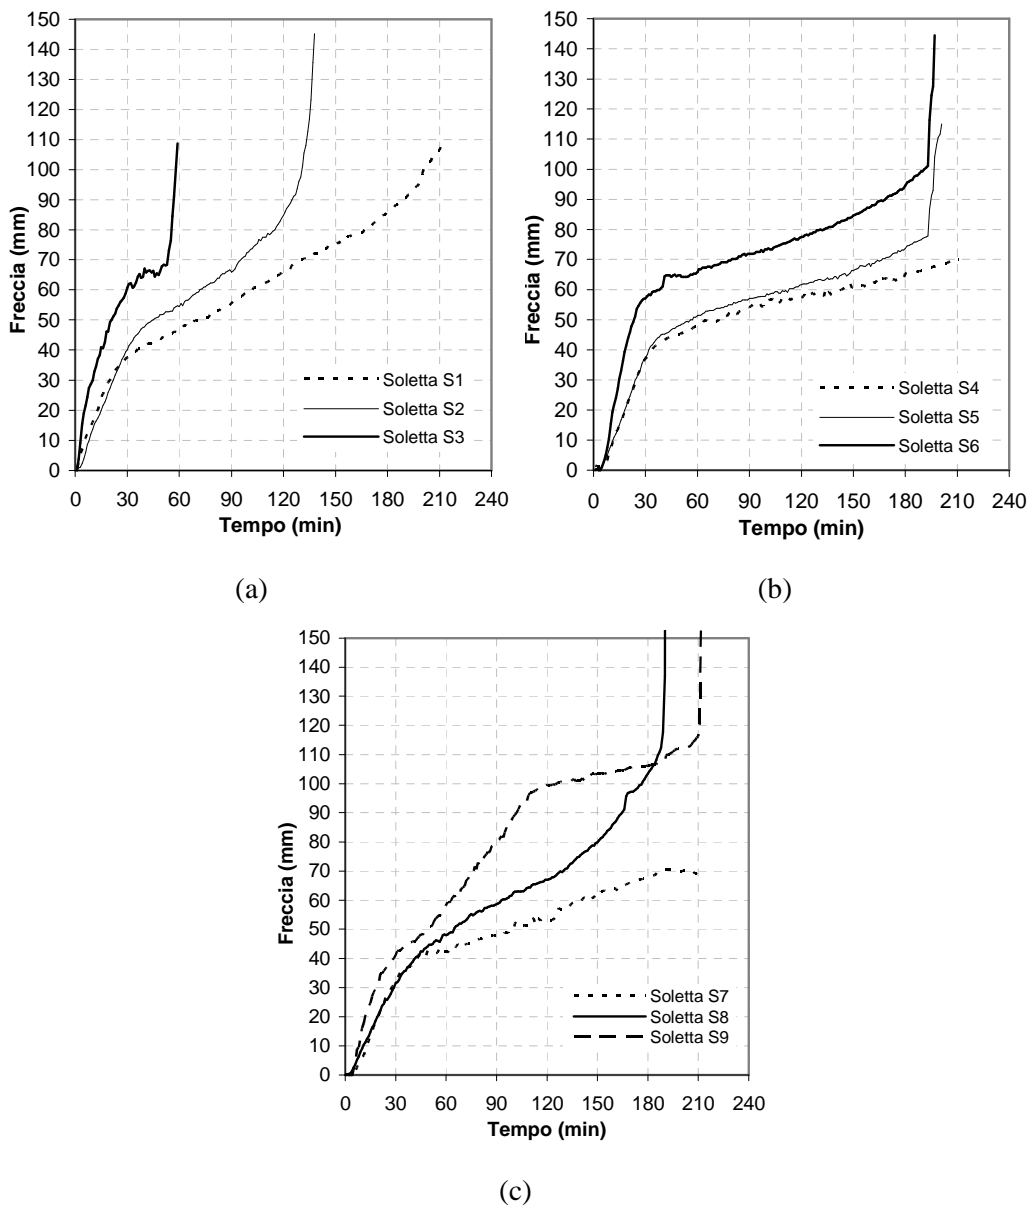 150
140
130
120
110
100
90
80
70
60
50
40
30
20
10
0
Freccia (mm)
0 30 60 90 120 150 180 210 240
Tempo (min)
Soletta S1
Soletta S2
Soletta S3
(a)
150
140
130
120
110
100
90
80
70
60
50
40
30
20
10
0
Freccia (mm)
0 30 60 90 120 150 180 210 240
Tempo (min)
Soletta S4
Soletta S5
Soletta S6
(b)
150
140
130
120
110
100
90
80
70
60
50
40
30
20
10
0
Freccia (mm)
0 30 60 90 120 150 180 210 240
Tempo (min)
Soletta S7
Soletta S8
Soletta S9
(c)